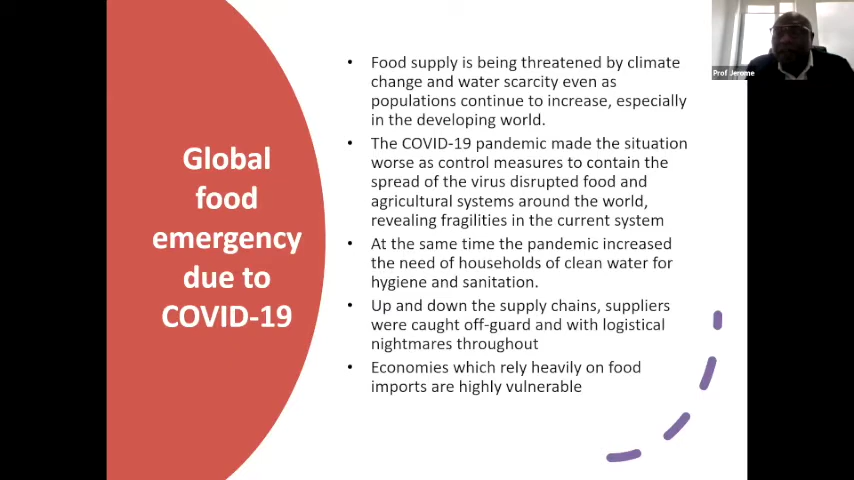 Global
food
emergency
due to
COVID-19
• Food supply is being threatened by climate
change and water scarcity even as
populations continue to increase, especially
in the developing world.
• The COVID-19 pandemic made the situation
worse as control measures to contain the
spread of the virus disrupted food and
agricultural systems around the world,
revealing fragilities in the current system
• At the same time the pandemic increased
the need of households of clean water for
hygiene and sanitation.
• Up and down the supply chains, suppliers
were caught off-guard and with logistical
nightmares throughout
• Economies which rely heavily on food
imports are highly vulnerable
Prof Jerome